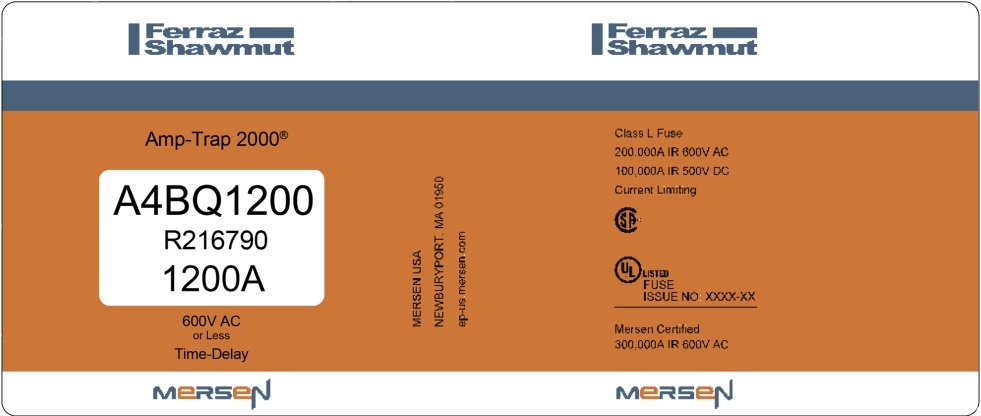 Ferraz
Shawmut
Amp-Trap 2000®
A4BQ1200
R216790
1200A
600V AC
or Less
Time-Delay
MERSEN
MERSEN USA
NEWBURYPORT. MA 01950
ep-us mersen com
Ferraz
Shawmut
Class L Fuse
200.000A IR 600V AC
100,000A IR 500V DC
Current Limiting
SA
UL LISTED
FUSE
ISSUE NO: XXXX-XX
Mersen Certified
300,000A IR 600V AC
MERSEN